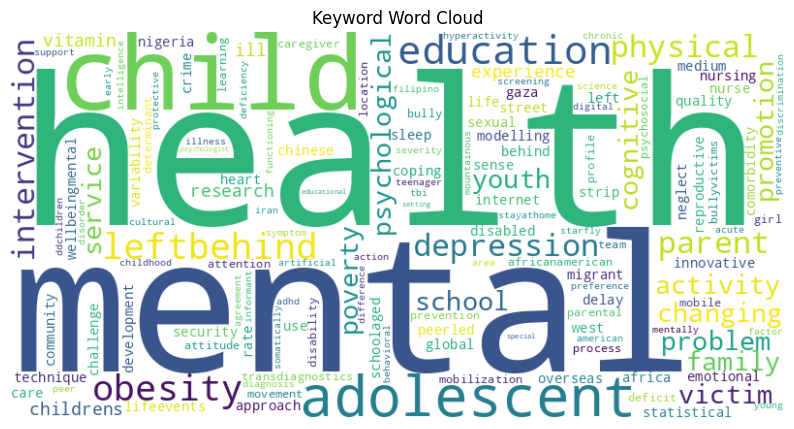 Keyword Word Cloud
vitamin nigeria child caregiver education hyperactivity chronic physical
support ill crime learning early intelligence protective deficiency location filipino screening science medium nursing
intervention health psychological experience gaza life street left digital nurse quality promotion
determinant variability illness psychologist functioning bully sleep sexual modelling behind cognitive psychosocial preventive discrimination
service heart chinese coping severity sense profile comorbidity
wellbeingmental research teenager tbi youth mountainous strip neglect reproductive bullyvictims
ddchildren disorder cultural iran educational setting internet stayathome disabled girl acute
leftbehind symptom poverty depression starfly team parent innovative
mental childhood attention artificial action difference area africanamerican preference migrant activity
community challenge development security attitude rate agreement informant adhd somatically use disability schoolaged behavioral school prevention peerled global parental west american process delay mobile changing mentally factor
special problem family
technique care peer transdiagnostics diagnosis movement approach mobilization overseas africa emotional
childrens obesity lifeevents adolescent deficit statistical victim young